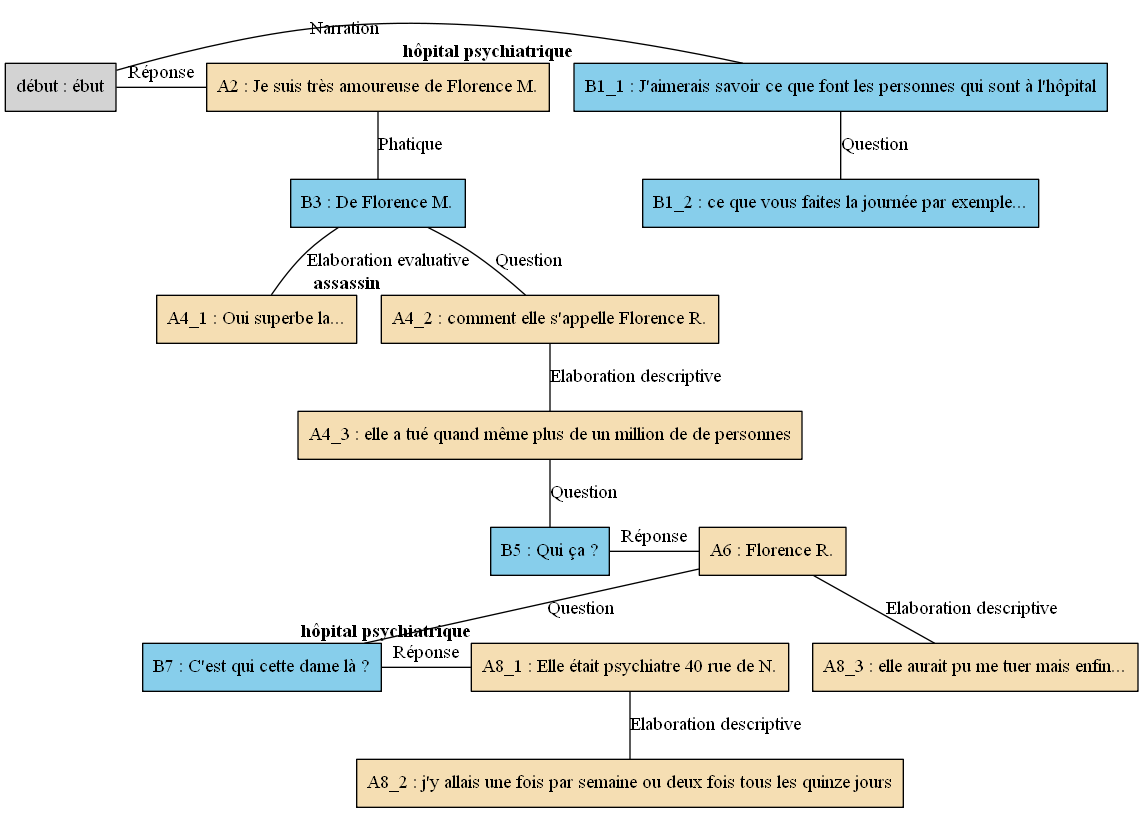 Narration
hôpital psychiatrique
début : ébut
Réponse
A2 : Je suis très amoureuse de Florence M.
B1_1 : J'aimerais savoir ce que font les personnes qui sont à l'hôpital
Phatique
Question
B3 : De Florence M.
B1_2 : ce que vous faites la journée par exemple...
Elaboration evaluative
Question
assassin
A4_1 : Oui superbe la...
A4_2 : comment elle s'appelle Florence R.
Elaboration descriptive
A4_3 : elle a tué quand même plus de un million de de personnes
Question
B5 : Qui ça ?
Réponse
A6 : Florence R.
Question
Elaboration descriptive
hôpital psychiatrique
B7 : C'est qui cette dame là ?
Réponse
A8_1 : Elle était psychiatre 40 rue de N.
A8_3 : elle aurait pu me tuer mais enfin...
Elaboration descriptive
A8_2 : j'y allais une fois par semaine ou deux fois tous les quinze jours